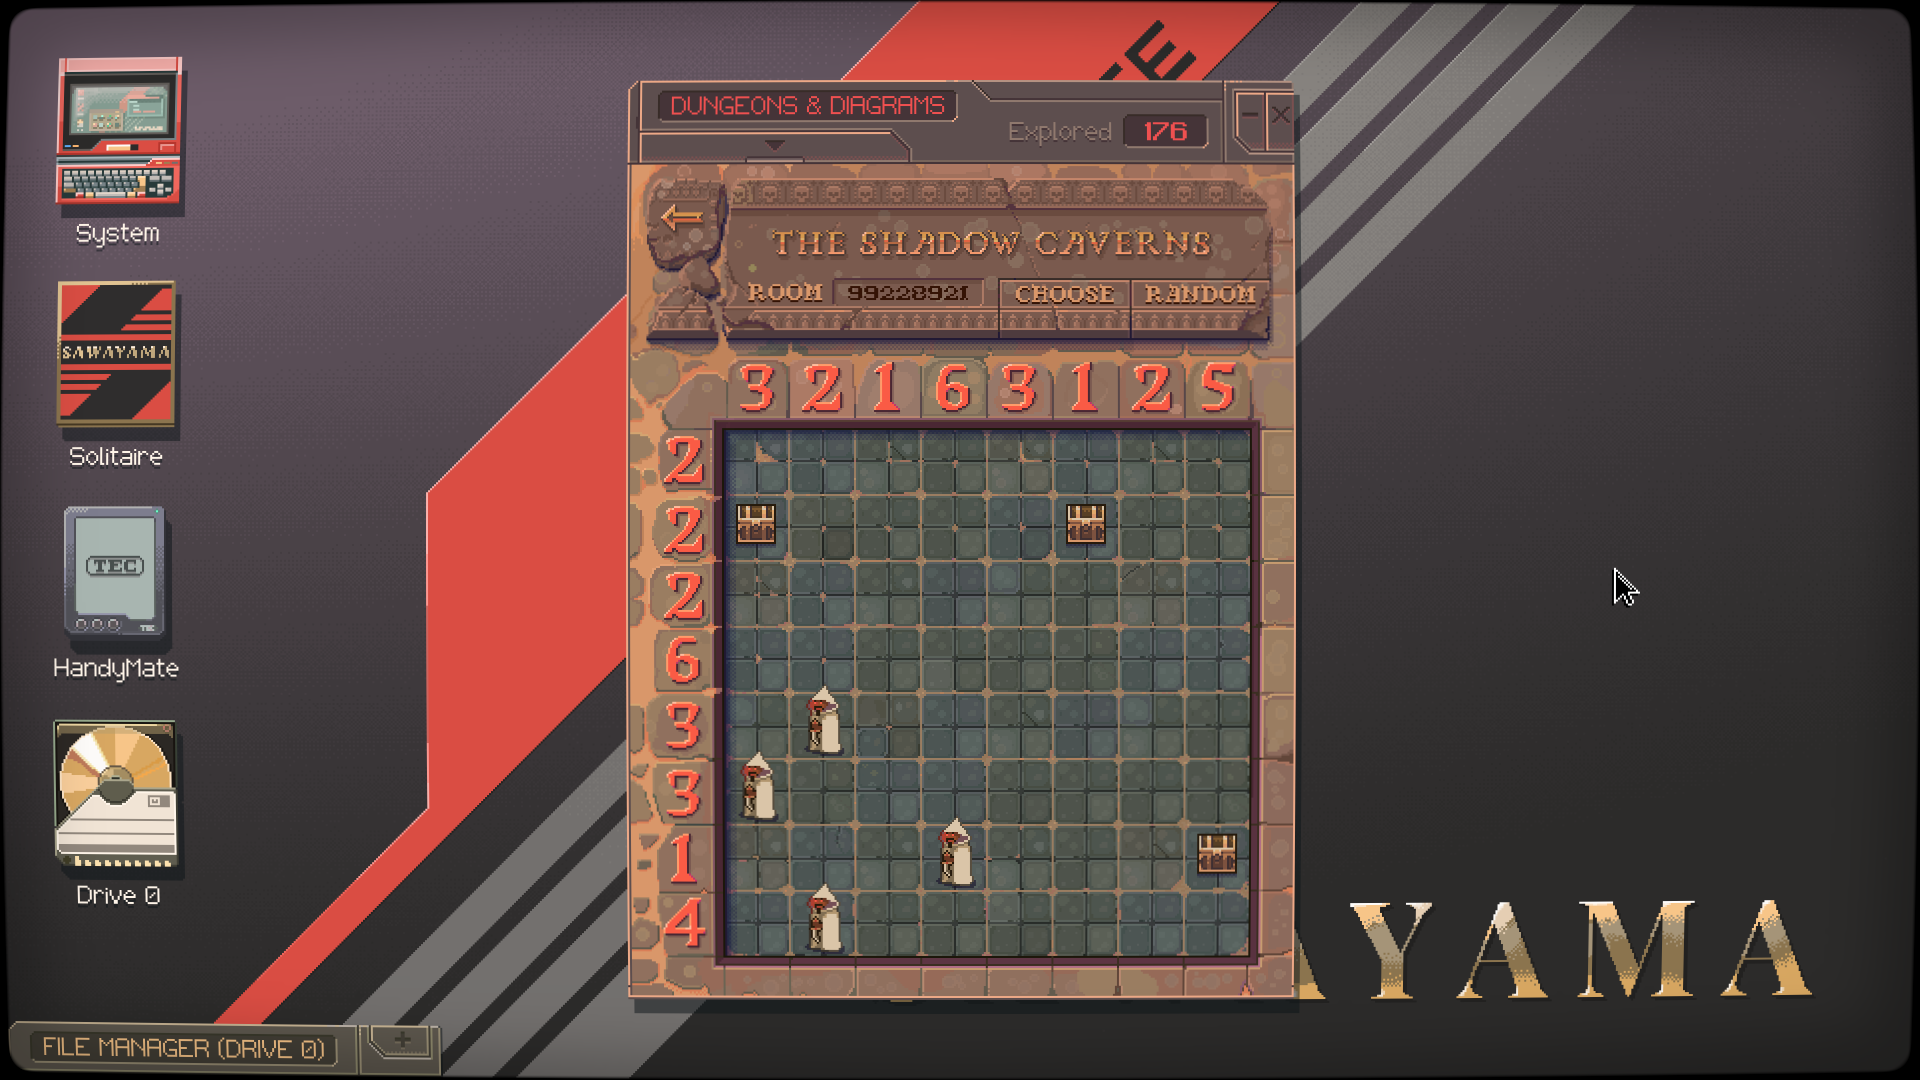 E
DUNGEONS & DIAGRAMS
Explored 176
THE SHADOW CAVERNS
ROOM 99228921 CHOOSE RANDOM
3 2 1 6 3 1 2 5
2
2
2
6
3
3
1
4
System
SAWAYAMA
Solitaire
TEC
TEC
HandyMate
Drive 0
AYAMA
FILE MANAGER (DRIVE 0)